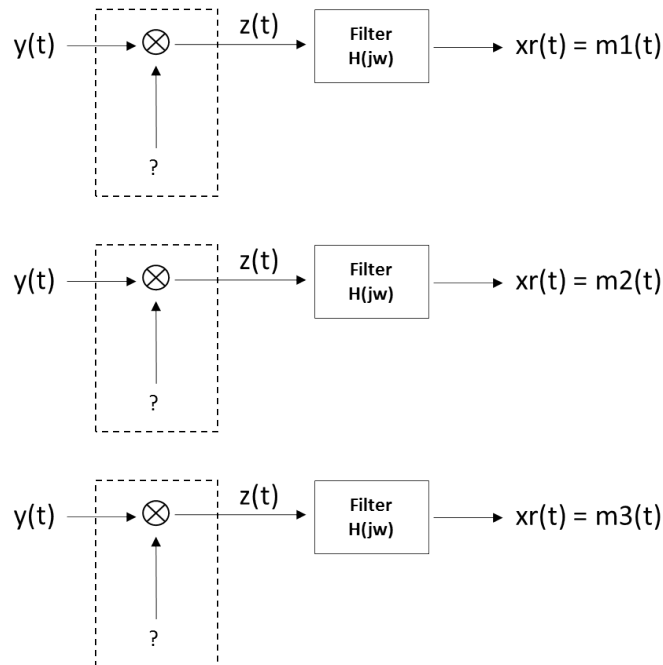 y(t) z(t) Filter H(jw) xr(t) = m1(t)
?
y(t) z(t) Filter H(jw) xr(t) = m2(t)
?
y(t) z(t) Filter H(jw) xr(t) = m3(t)
?